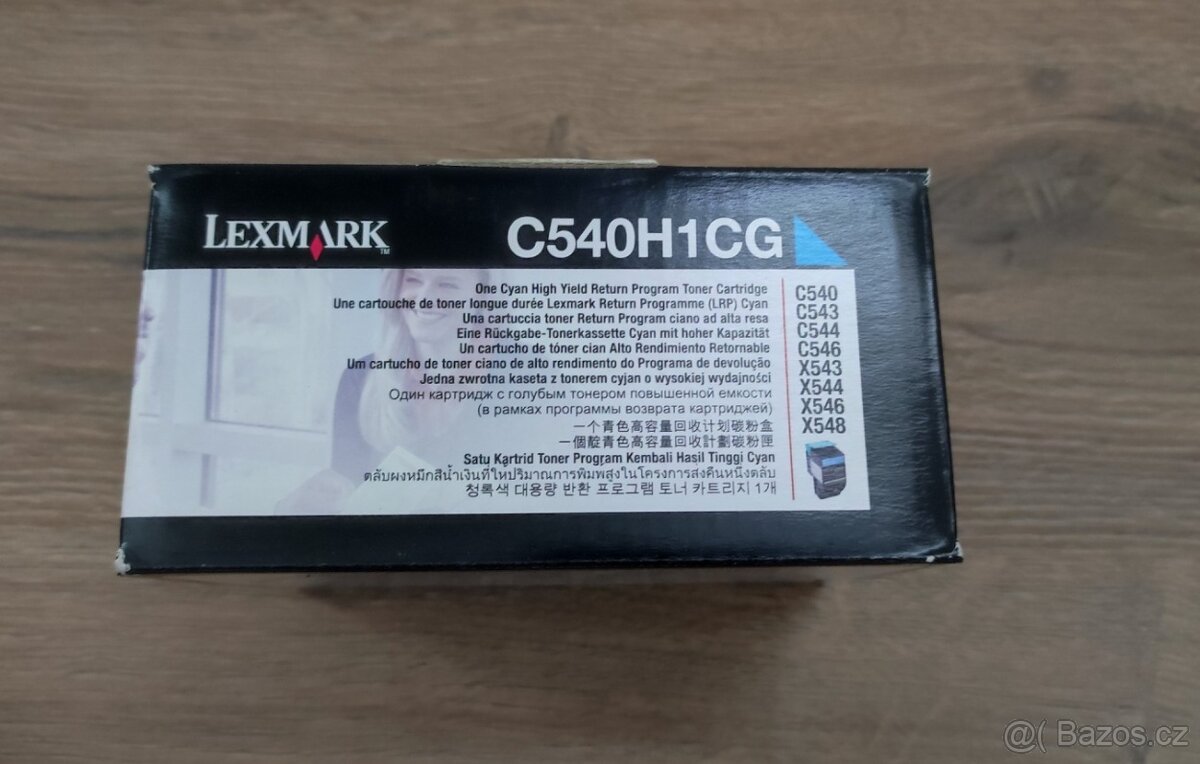 LEXMARK™
C540H1CG
One Cyan High Yield Return Program Toner Cartridge
Une cartouche de toner longue durée Lexmark Return Programme (LRP) Cyan
Una cartuccia toner Return Program ciano ad alta resa
Eine Rückgabe-Tonerkassette Cyan mit hoher Kapazität
Un cartucho de tóner cian Alto Rendimiento Retornable
Um cartucho de toner ciano de alto rendimento do Programa de devolução
Jedna zwrotna kaseta z tonerem cyjan o wysokiej wydajności
Один картридж с голубым тонером повышенной емкости
(в рамках программы возврата картриджей)
一个青色高容量回收计划碳粉盒
一個靛青色高容量回收計劃碳粉匣
Satu Kartrid Toner Program Kembali Hasil Tinggi Cyan
ตลับผงหมึกสีน้ำเงินที่ให้ปริมาณการพิมพ์สูงในโครงการส่งคืนหนึ่งตลับ
청록색 대용량 반환 프로그램 토너 카트리지 1개
C540
C543
C544
C546
X543
X544
X546
X548
@( Bazos.cz